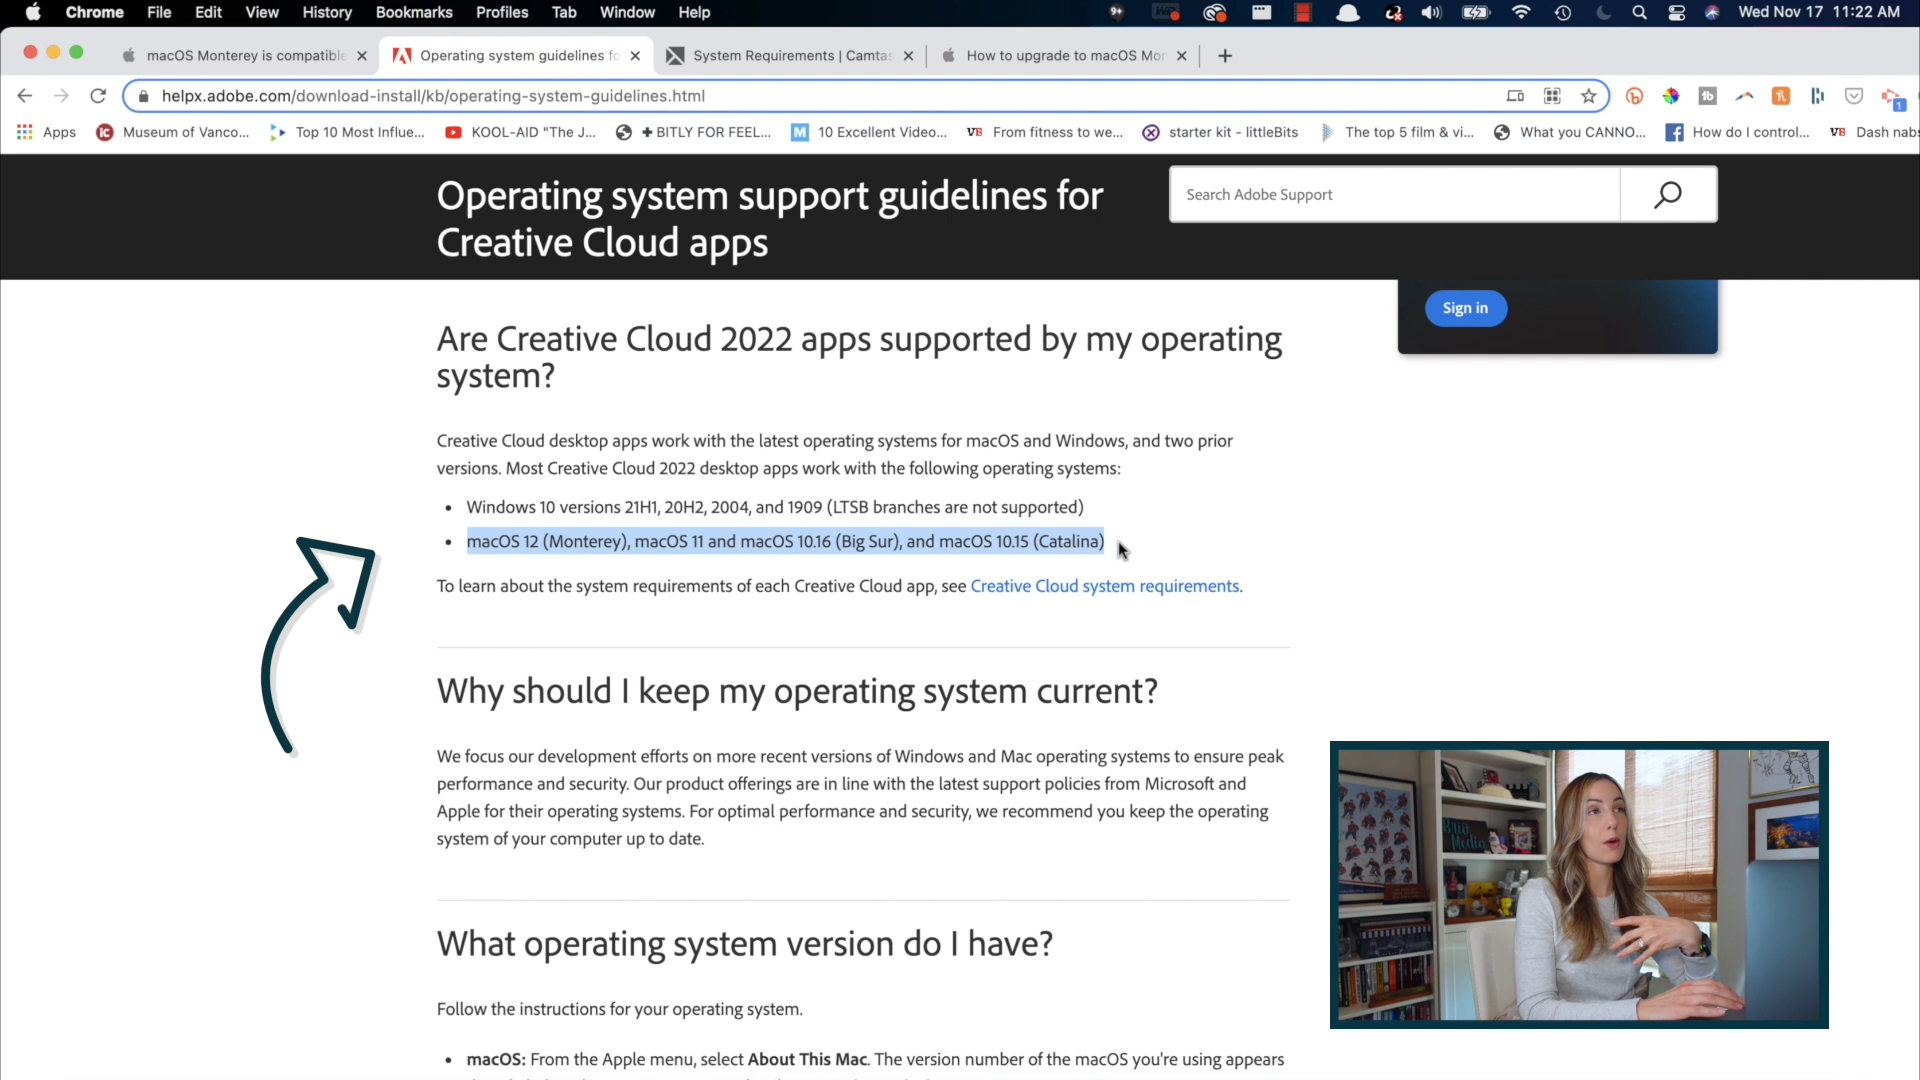 Chrome File Edit View History Bookmarks Profiles Tab Window Help 9+ Wed Nov 17 11:22 AM
macOS Monterey is compatible Operating system guidelines fo System Requirements | Camtas How to upgrade to macOS Mon
helpx.adobe.com/download-install/kb/operating-system-guidelines.html
Apps Museum of Vanco... Top 10 Most Influe... KOOL-AID "The J... BITLY FOR FEEL... 10 Excellent Video... From fitness to we... starter kit - littleBits The top 5 film & vi... What you CANNO... How do I control... Dash nabs
Operating system support guidelines for
Creative Cloud apps
Search Adobe Support
Sign in
Are Creative Cloud 2022 apps supported by my operating
system?
Creative Cloud desktop apps work with the latest operating systems for macOS and Windows, and two prior
versions. Most Creative Cloud 2022 desktop apps work with the following operating systems:
• Windows 10 versions 21H1, 20H2, 2004, and 1909 (LTSB branches are not supported)
• macOS 12 (Monterey), macOS 11 and macOS 10.16 (Big Sur), and macOS 10.15 (Catalina)
To learn about the system requirements of each Creative Cloud app, see Creative Cloud system requirements.
Why should I keep my operating system current?
We focus our development efforts on more recent versions of Windows and Mac operating systems to ensure peak
performance and security. Our product offerings are in line with the latest support policies from Microsoft and
Apple for their operating systems. For optimal performance and security, we recommend you keep the operating
system of your computer up to date.
Bria
Media
What operating system version do I have?
Follow the instructions for your operating system.
• macOS: From the Apple menu, select About This Mac. The version number of the macOS you're using appears